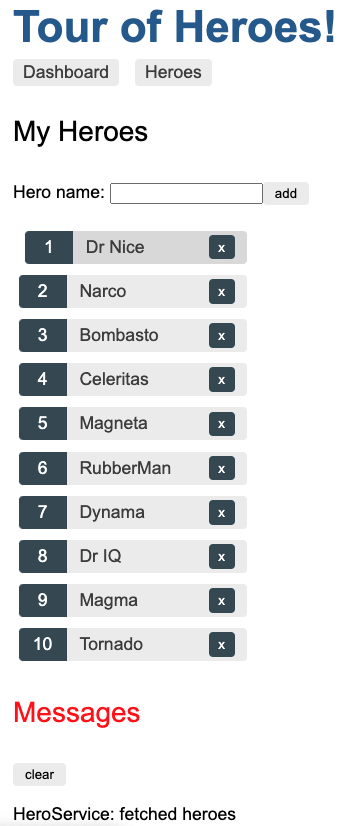 Tour of Heroes!
Dashboard Heroes
My Heroes
Hero name: add
1 Dr Nice x
2 Narco x
3 Bombasto x
4 Celeritas x
5 Magneta x
6 RubberMan x
7 Dynama x
8 Dr IQ x
9 Magma x
10 Tornado x
Messages
clear
HeroService: fetched heroes